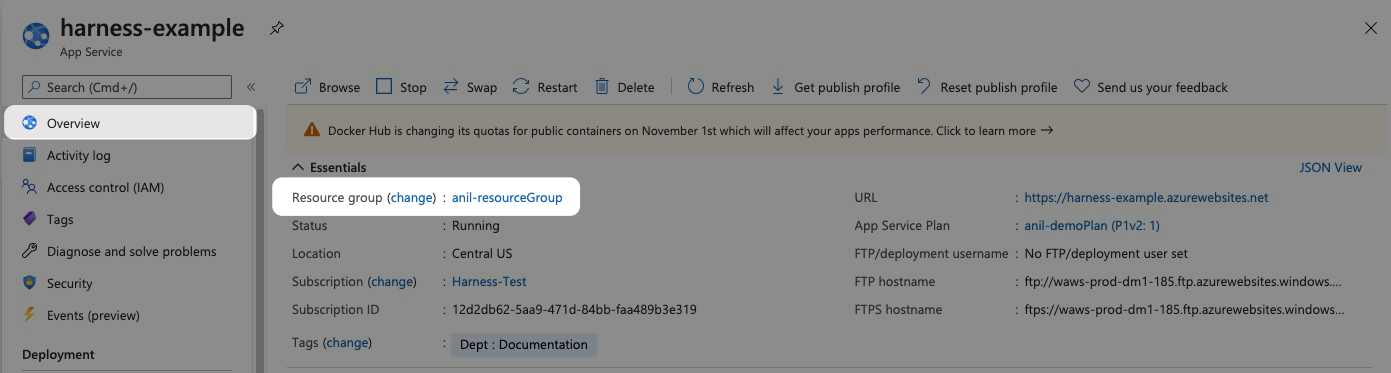 harness-example
App Service
Search (Cmd+/)
«
Overview
Activity log
Access control (IAM)
Tags
Diagnose and solve problems
Security
Events (preview)
Deployment
Browse Stop Swap Restart Delete Refresh Get publish profile Reset publish profile Send us your feedback
Docker Hub is changing its quotas for public containers on November 1st which will affect your apps performance. Click to learn more →
Essentials JSON View
Resource group (change) : anil-resourceGroup
Status : Running
Location : Central US
Subscription (change) : Harness-Test
Subscription ID : 12d2db62-5aa9-471d-84bb-faa489b3e319
Tags (change) : Dept : Documentation
URL : https://harness-example.azurewebsites.net
App Service Plan : anil-demoPlan (P1v2: 1)
FTP/deployment username : No FTP/deployment user set
FTP hostname : ftp://waws-prod-dm1-185.ftp.azurewebsites.windows....
FTPS hostname : ftps://waws-prod-dm1-185.ftp.azurewebsites.windows...